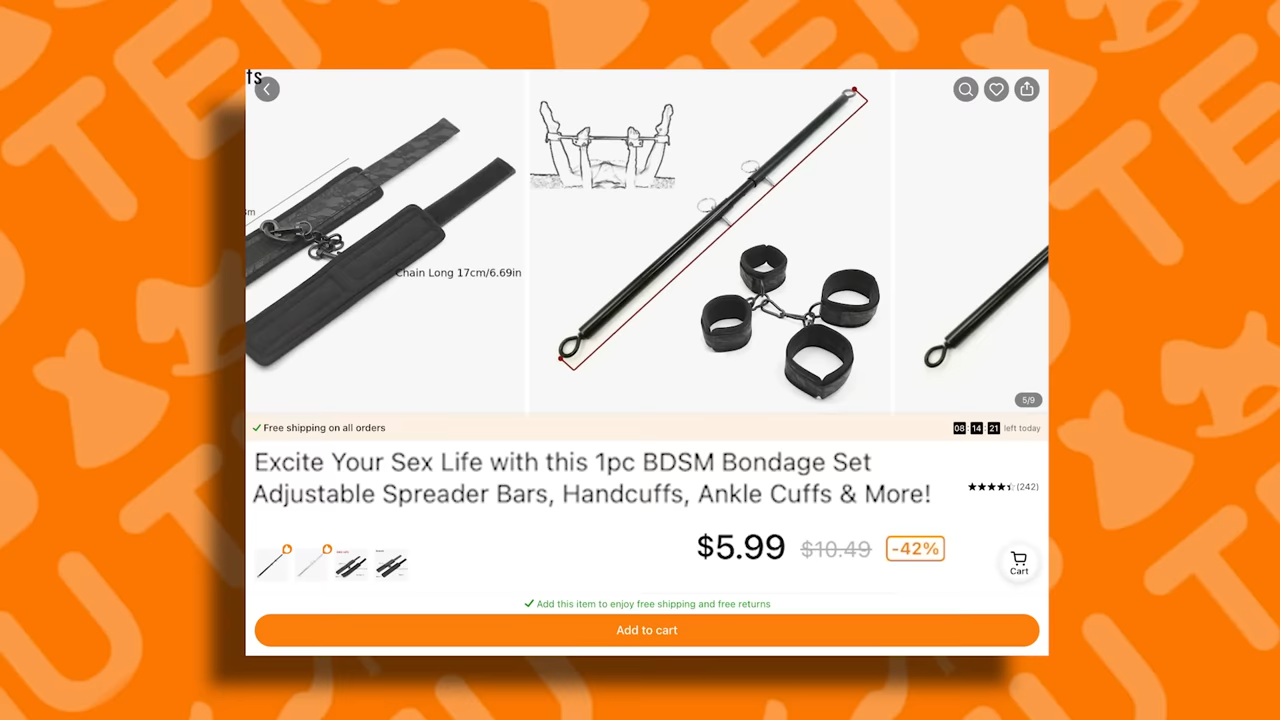 ts
Chain Long 17cm/6.69in
5/9
Free shipping on all orders
08 14 21 left today
Excite Your Sex Life with this 1pc BDSM Bondage Set
Adjustable Spreader Bars, Handcuffs, Ankle Cuffs & More!
(242)
$5.99 $10.49 -42%
Cart
Add this item to enjoy free shipping and free returns
Add to cart